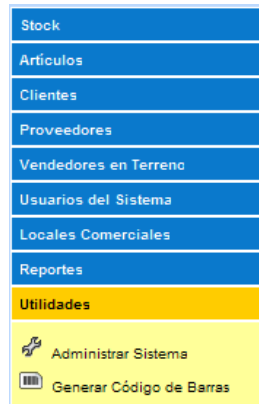 Stock
Artículos
Clientes
Proveedores
Vendedores en Terreno
Usuarios del Sistema
Locales Comerciales
Reportes
Utilidades
Administrar Sistema
Generar Código de Barras